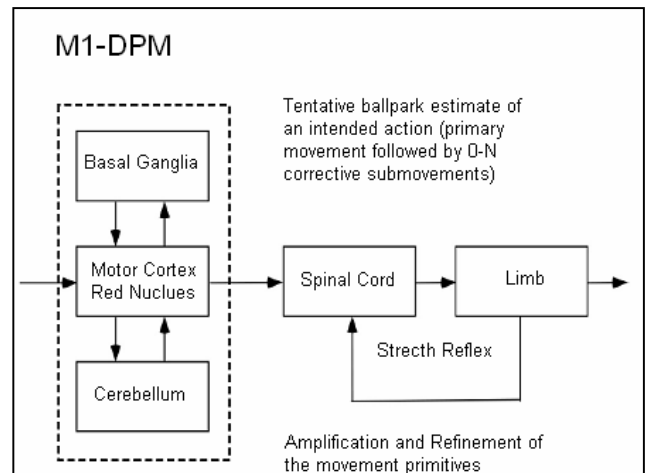 M1-DPM
Tentative ballpark estimate of
an intended action (primary
movement followed by 0-N
corrective submovements)
Basal Ganglia
Motor Cortex
Red Nuclues
Spinal Cord
Limb
Strecth Reflex
Cerebellum
Amplification and Refinement of
the movement primitives